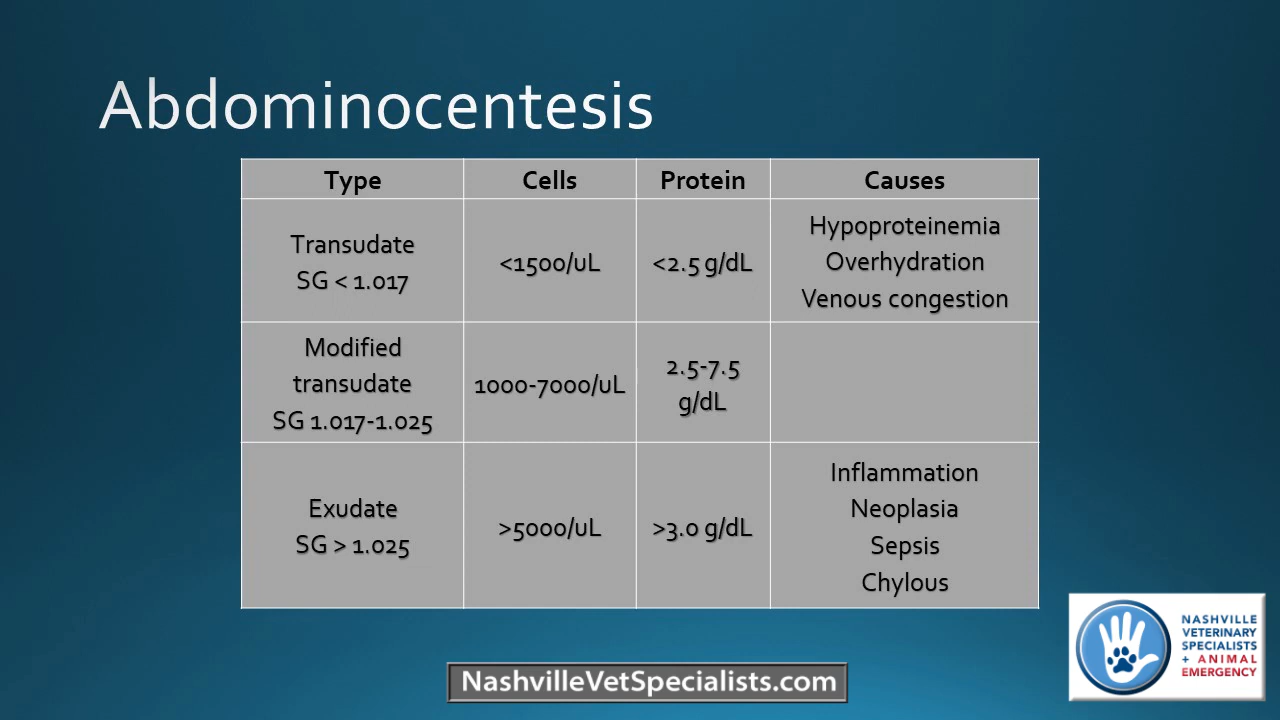 Abdominocentesis
Type Cells Protein Causes
Transudate
SG < 1.017
<1500/uL
<2.5 g/dL
Hypoproteinemia
Overhydration
Venous congestion
Modified
transudate
SG 1.017-1.025
1000-7000/uL
2.5-7.5
g/dL
Exudate
SG > 1.025
>5000/uL
>3.0 g/dL
Inflammation
Neoplasia
Sepsis
Chylous
NashvilleVetSpecialists.com
NASHVILLE
VETERINARY
SPECIALISTS
+ ANIMAL
EMERGENCY